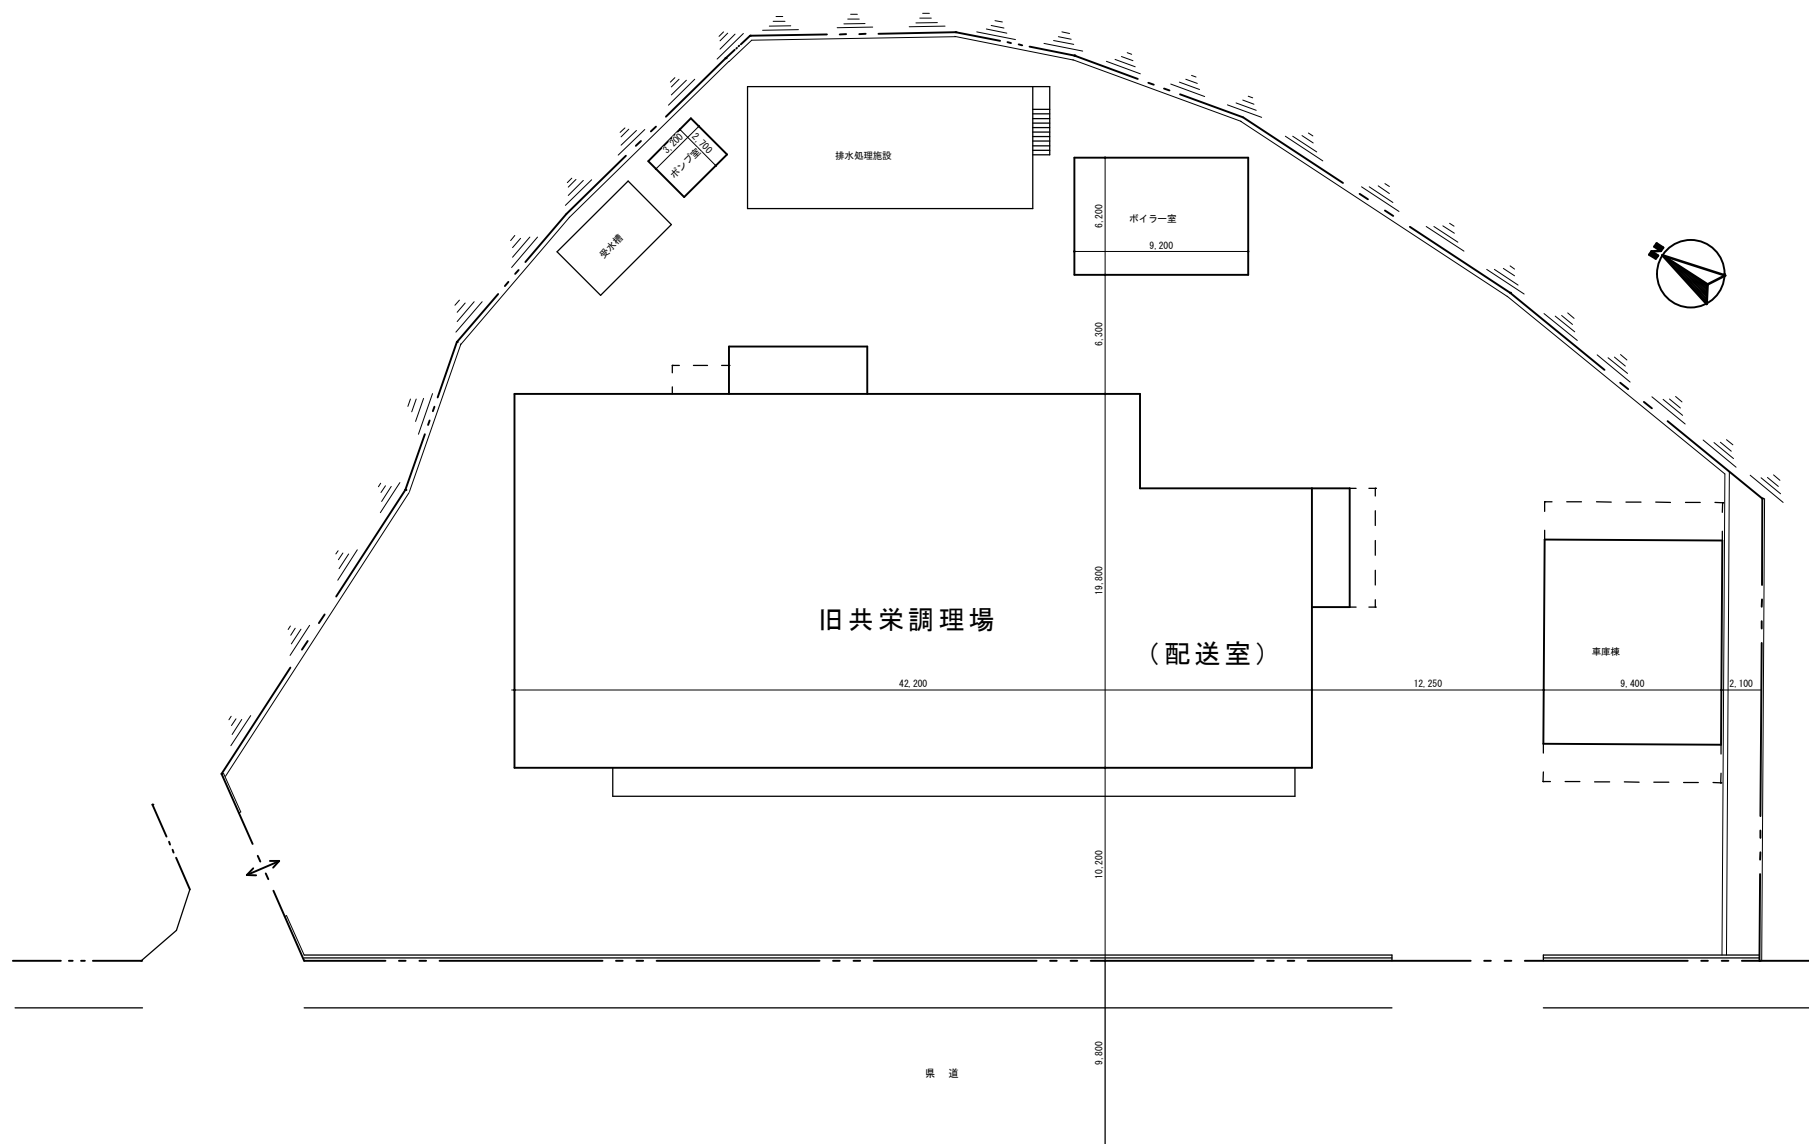 3,200
2,700
ポンプ室
排水処理施設
受水槽
6,200
ボイラー室
9,200
N
6,300
19,800
旧共栄調理場
(配送室)
車庫棟
42,200
12,250
9,400
2,100
10,200
9,800
県 道